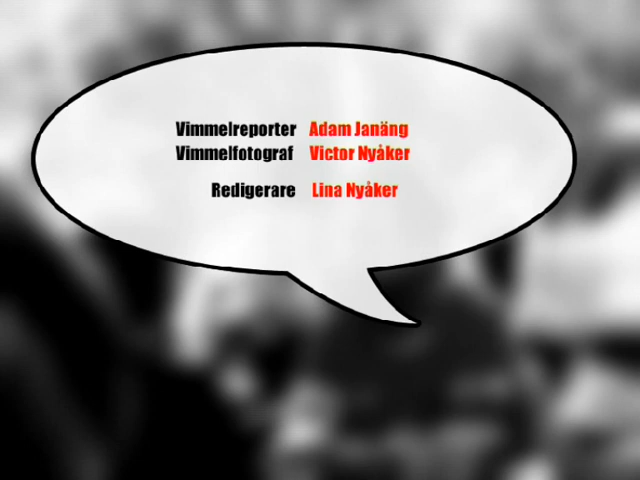 Vimmelreporter Adam Janäng
Vimmelfotograf Victor Nyåker
Redigerare Lina Nyåker